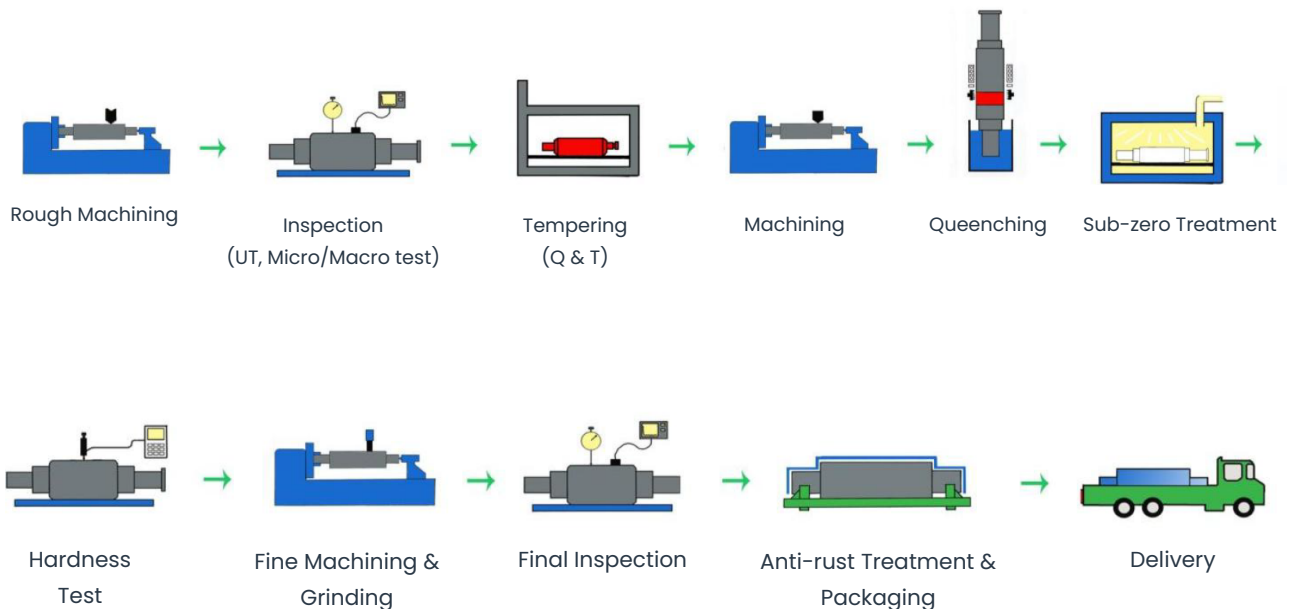 Rough Machining
Inspection
(UT, Micro/Macro test)
Tempering
(Q & T)
Machining
Queenching
Sub-zero Treatment
Hardness
Test
Fine Machining &
Grinding
Final Inspection
Anti-rust Treatment &
Packaging
Delivery